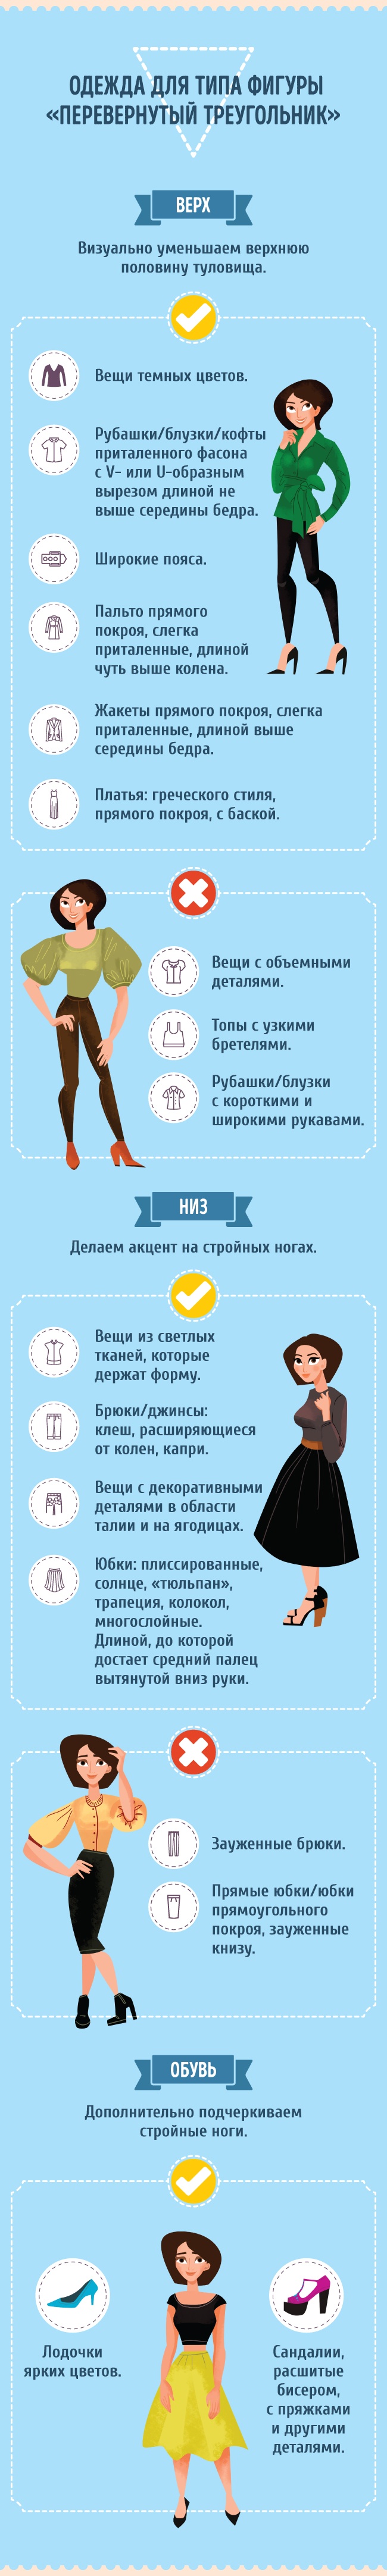 ОДЕЖДА ДЛЯ ТИПА ФИГУРЫ
«ПЕРЕВЕРНУТЫЙ ТРЕУГОЛЬНИК»
ВЕРХ
Визуально уменьшаем верхнюю
половину туловища.
Вещи темных цветов.
Рубашки/блузки/кофты
приталенного фасона
с V- или U-образным
вырезом длиной не
выше середины бедра.
Широкие пояса.
Пальто прямого
покроя, слегка
приталенные, длиной
чуть выше колена.
Жакеты прямого покроя, слегка
приталенные, длиной выше
середины бедра.
Платья: греческого стиля,
прямого покроя, с баской.
Вещи с объемными
деталями.
Топы с узкими
бретелями.
Рубашки/блузки
с короткими и
широкими рукавами.
НИЗ
Делаем акцент на стройных ногах.
Вещи из светлых
тканей, которые
держат форму.
Брюки/джинсы:
клеш, расширяющиеся
от колен, капри.
Вещи с декоративными
деталями в области
талии и на ягодицах.
Юбки: плиссированные,
солнце, «тюльпан»,
трапеция, колокол,
многослойные.
Длиной, до которой
достает средний палец
вытянутой вниз руки.
Зауженные брюки.
Прямые юбки/юбки
прямоугольного
покроя, зауженные
книзу.
ОБУВЬ
Дополнительно подчеркиваем
стройные ноги.
Лодочки
ярких цветов.
Сандалии,
расшитые
бисером,
с пряжками
и другими
деталями.